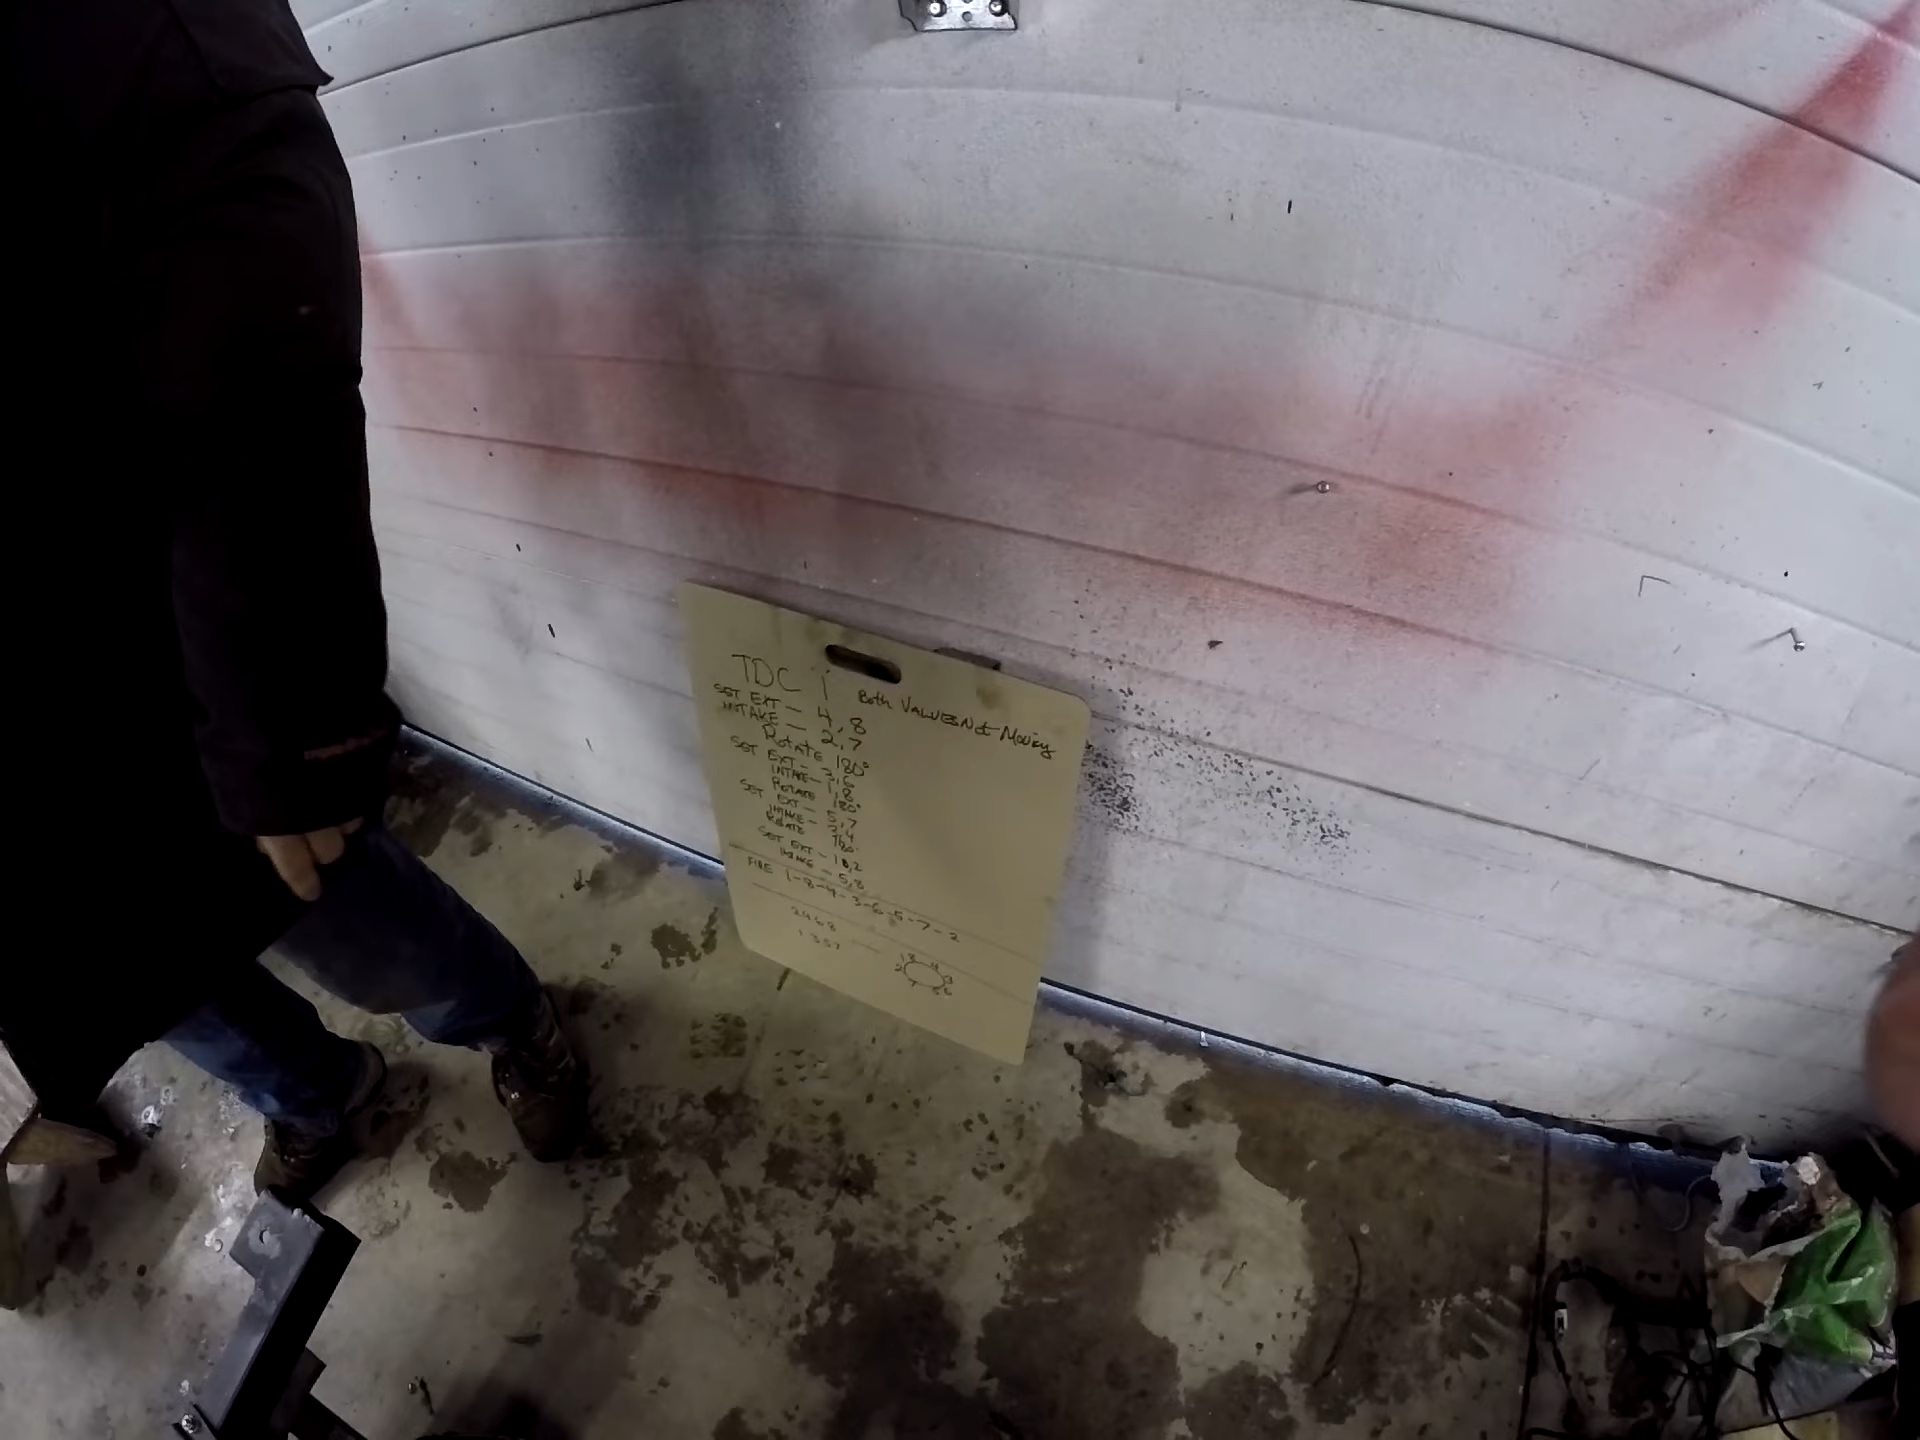 TDC 1
Both VALVES Not Moving
SET EXT - 4,8
INTAKE - 2,7
Rotate 180°
SET EXT - 3,6
INTAKE - 1,8
Rotate 180°
SET EXT - 5,7
INTAKE - 3,4
Rotate 180°
SET EXT - 1,2
INTAKE - 5,6
FIRE 1-8-4-3-6-5-7-2
2468
1357